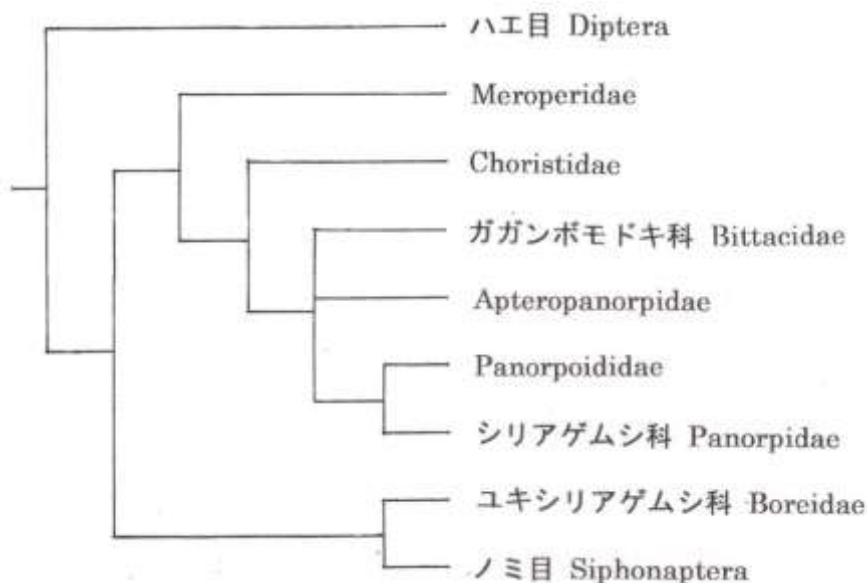 ハエ目 Diptera
Meroperidae
Choristidae
ガガンボモドキ科 Bittacidae
Apteropanorpidae
Panorpoididae
シリアゲムシ科 Panorpidae
ユキシリアゲムシ科 Boreidae
ノミ目 Siphonaptera